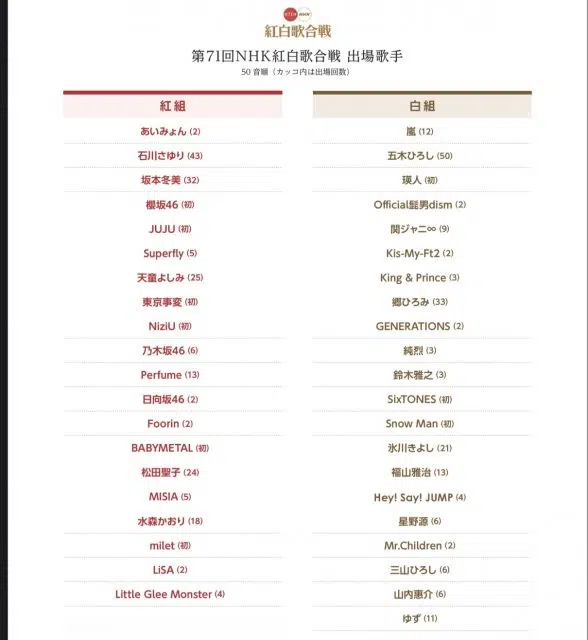 NHK
紅白歌合戦
第71回NHK紅白歌合戦 出場歌手
50音順（カッコ内は出場回数）
紅組
あいみょん (2)
石川さゆり (43)
坂本冬美 (32)
櫻坂46 (初)
JUJU (初)
Superfly (5)
天童よしみ (25)
東京事変 (初)
NiziU (初)
乃木坂46 (6)
Perfume (13)
日向坂46 (2)
Foorin (2)
BABYMETAL (初)
松田聖子 (24)
MISIA (5)
水森かおり (18)
milet (初)
LiSA (2)
Little Glee Monster (4)
白組
嵐 (12)
五木ひろし (50)
瑛人 (初)
Official髭男dism (2)
関ジャニ∞ (9)
Kis-My-Ft2 (2)
King & Prince (3)
郷ひろみ (33)
GENERATIONS (2)
純烈 (3)
鈴木雅之 (3)
SixTONES (初)
Snow Man (初)
氷川きよし (21)
福山雅治 (13)
Hey! Say! JUMP (4)
星野源 (6)
Mr.Children (2)
三山ひろし (6)
山内惠介 (6)
ゆず (11)